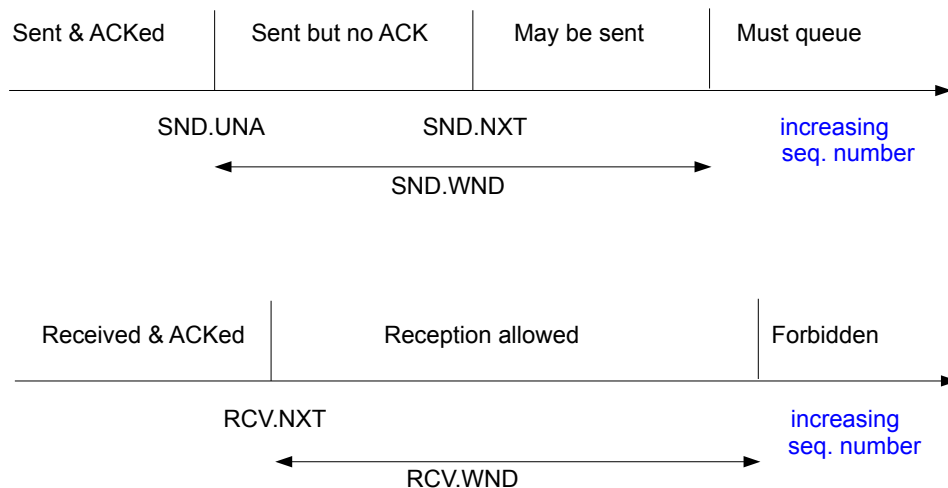 Sent & ACKed Sent but no ACK May be sent Must queue
SND.UNA SND.NXT increasing
seq. number
SND.WND
Received & ACKed Reception allowed Forbidden
RCV.NXT increasing
seq. number
RCV.WND